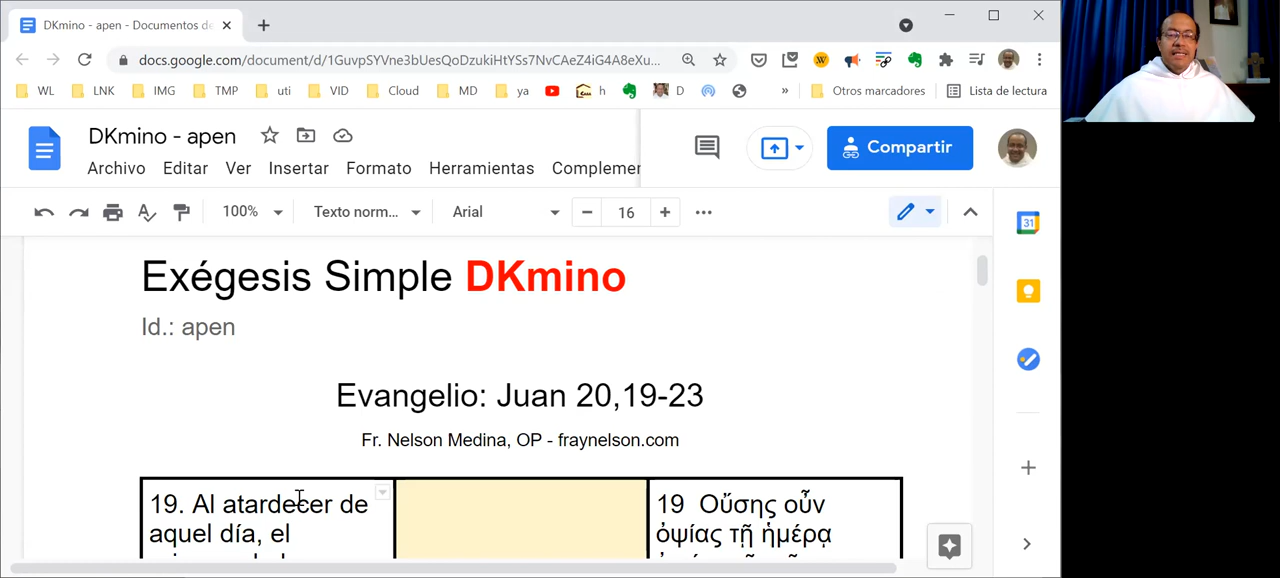 DKmino - apen - Documentos de
docs.google.com/document/d/1GuvpSYVne3bUesQoDzukiHtYSs7NvCAeZ4iG4A8eXu...
WL LNK IMG TMP uti VID Cloud MD ya h D » Otros marcadores Lista de lectura
DKmino - apen
Compartir
Archivo Editar Ver Insertar Formato Herramientas Complemen
100% Texto norm... Arial 16
31
Exégesis Simple DKmino
Id.: apen
Evangelio: Juan 20,19-23
Fr. Nelson Medina, OP - fraynelson.com
19. Al atardecer de
aquel día, el
19 Οὔσης οὖν
ὀψίας τῇ ἡμέρᾳ